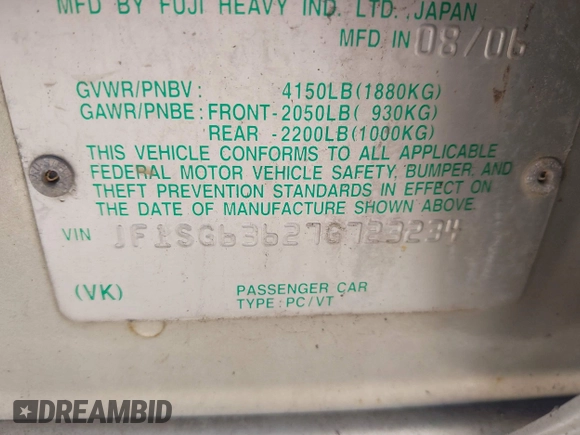 MFD BY FUJI HEAVY IND. LTD. JAPAN
MFD IN 08/06
GVWR/PNBV: 4150LB(1880KG)
GAWR/PNBE: FRONT-2050LB( 930KG)
REAR -2200LB(1000KG)
THIS VEHICLE CONFORMS TO ALL APPLICABLE
FEDERAL MOTOR VEHICLE SAFETY, BUMPER, AND
THEFT PREVENTION STANDARDS IN EFFECT ON
THE DATE OF MANUFACTURE SHOWN ABOVE.
VIN JF1SG63627G723234
(VK) PASSENGER CAR
TYPE: PC/VT
DREAMBID